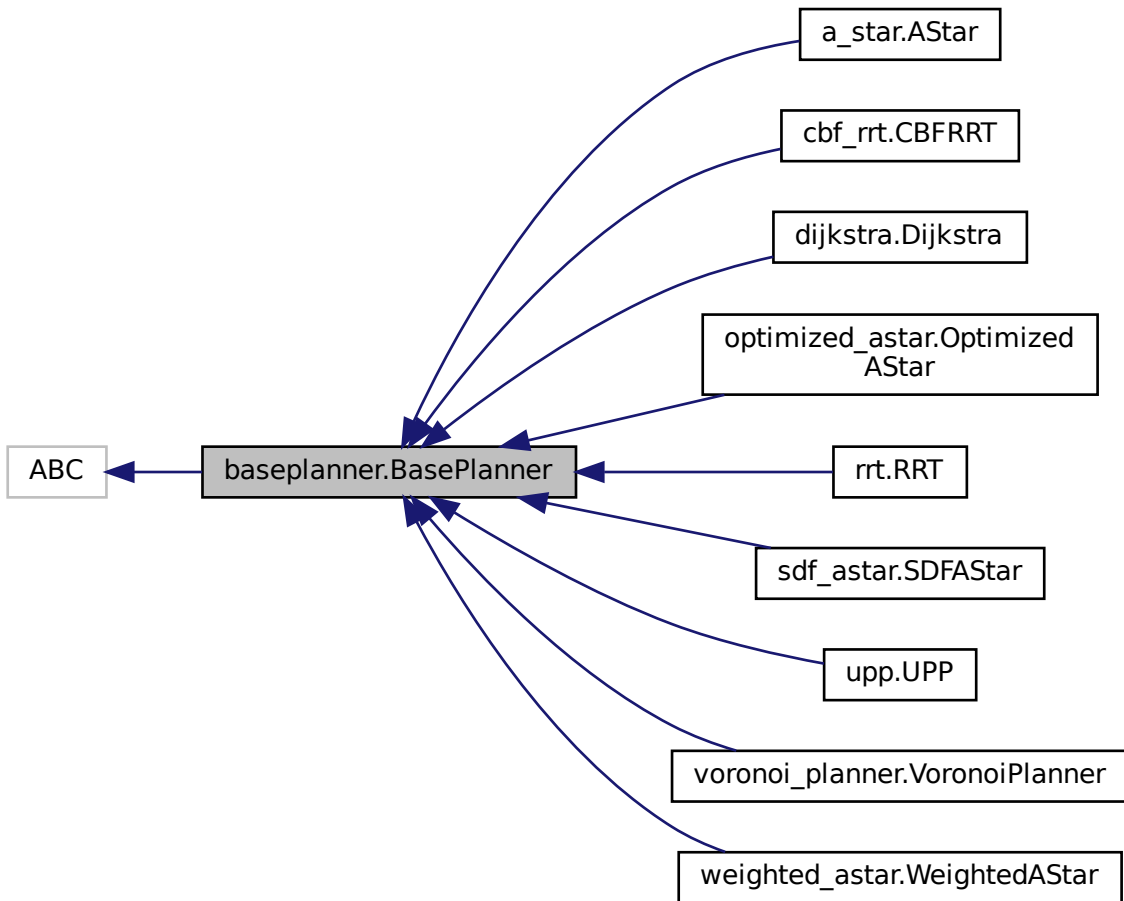 ABC
baseplanner.BasePlanner
a_star.AStar
cbf_rrt.CBFRRT
dijkstra.Dijkstra
optimized_astar.Optimized
AStar
rrt.RRT
sdf_astar.SDFAStar
upp.UPP
voronoi_planner.VoronoiPlanner
weighted_astar.WeightedAStar